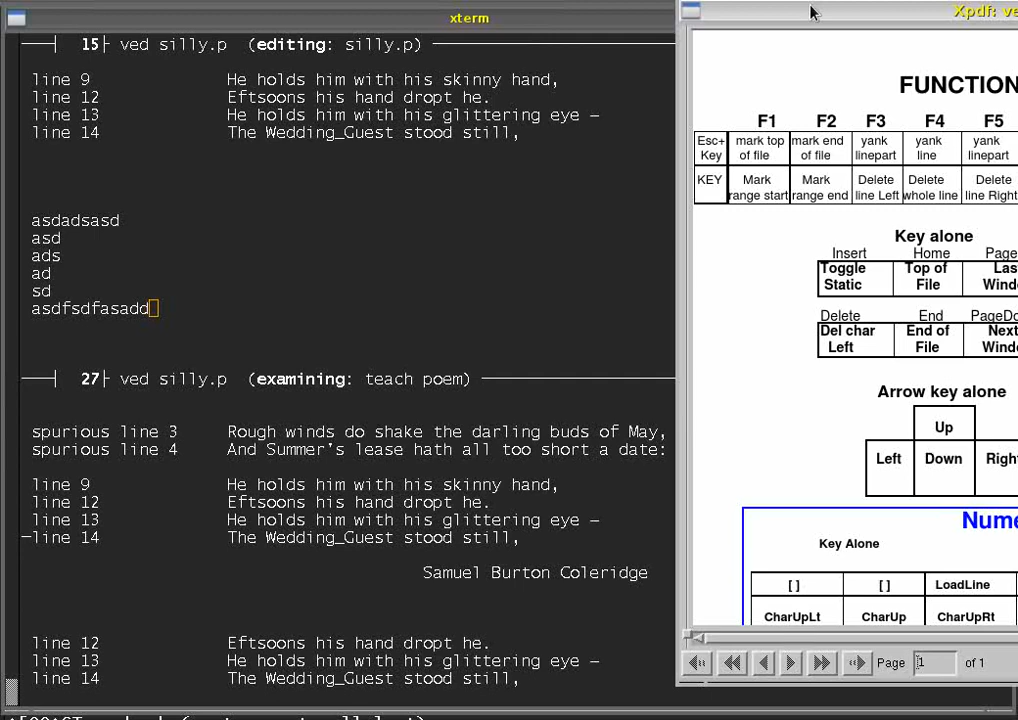 xterm
15 ved silly.p (editing: silly.p)
line 9 He holds him with his skinny hand,
line 12 Eftsoons his hand dropt he.
line 13 He holds him with his glittering eye –
line 14 The Wedding_Guest stood still,
asdadsasd
asd
ads
ad
sd
asdfsdfasadd
27 ved silly.p (examining: teach poem)
spurious line 3 Rough winds do shake the darling buds of May,
spurious line 4 And Summer's lease hath all too short a date:
line 9 He holds him with his skinny hand,
line 12 Eftsoons his hand dropt he.
line 13 He holds him with his glittering eye –
–line 14 The Wedding_Guest stood still,
Samuel Burton Coleridge
line 12 Eftsoons his hand dropt he.
line 13 He holds him with his glittering eye –
line 14 The Wedding_Guest stood still,
Xpdf: ve
FUNCTION
F1 F2 F3 F4 F5
Esc+ mark top mark end yank yank yank
Key of file of file linepart line linepart
KEY Mark Mark Delete Delete Delete
range start range end line Left whole line line Right
Key alone
Insert Home Page
Toggle Top of Las
Static File Wind
Delete End PageDo
Del char End of Next
Left File Wind
Arrow key alone
Up
Left Down Right
Nume
Key Alone
[ ] [ ] LoadLine
CharUpLt CharUp CharUpRt
Page 1 of 1